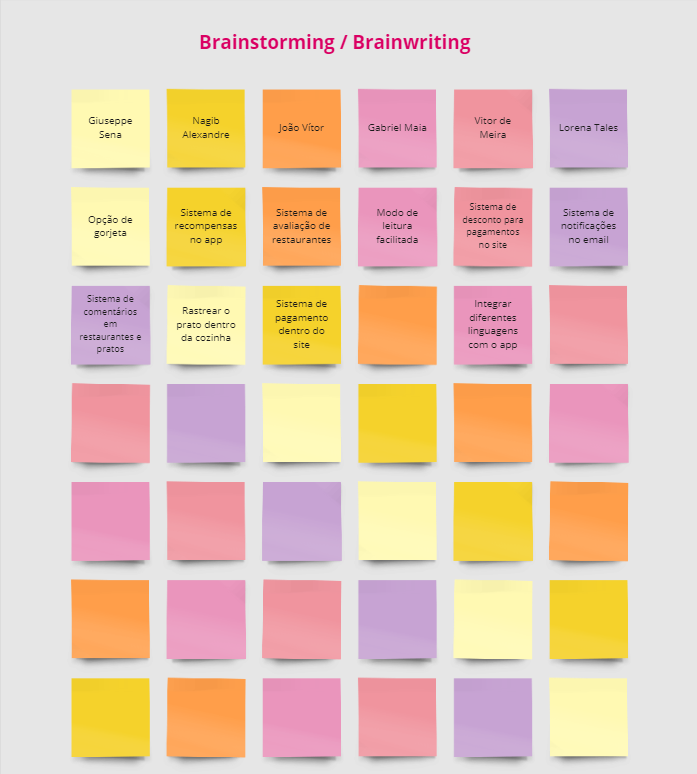 Brainstorming / Brainwriting
Giuseppe
Sena
Nagib
Alexandre
João Vítor
Gabriel Maia
Vitor de
Meira
Lorena Tales
Opção de
gorjeta
Sistema de
recompensas
no app
Sistema de
avaliação de
restaurantes
Modo de
leitura
facilitada
Sistema de
desconto para
pagamentos
no site
Sistema de
notificações
no email
Sistema de
comentários
em
restaurantes e
pratos
Rastrear o
prato dentro
da cozinha
Sistema de
pagamento
dentro do
site
Integrar
diferentes
linguagens
com o app